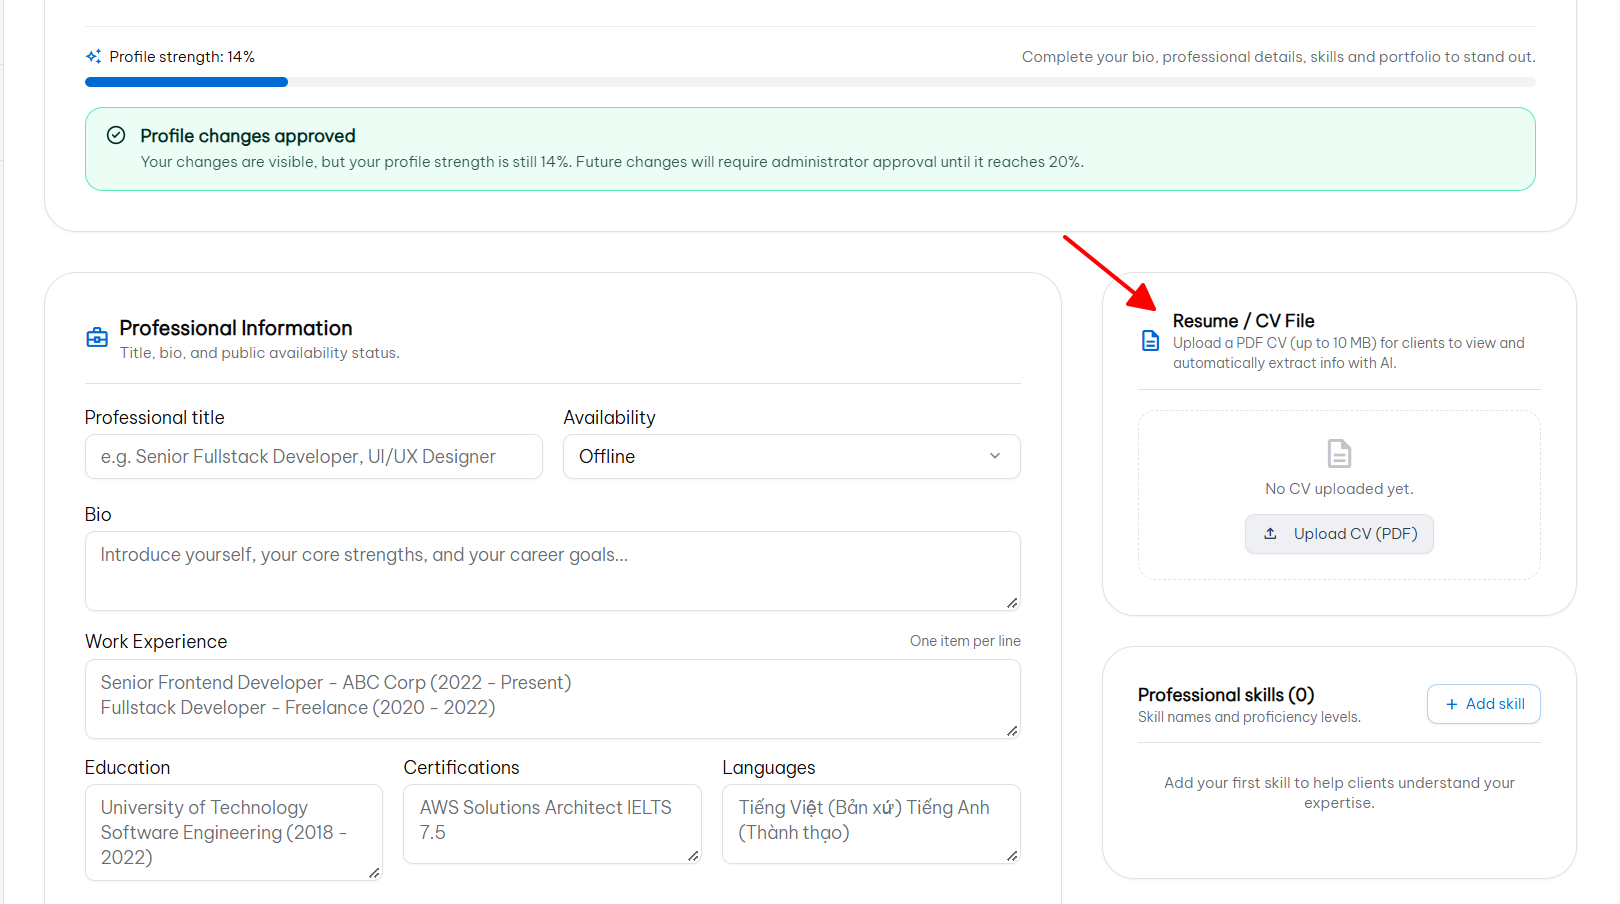 Profile strength: 14%
Complete your bio, professional details, skills and portfolio to stand out.
Profile changes approved
Your changes are visible, but your profile strength is still 14%. Future changes will require administrator approval until it reaches 20%.
Professional Information
Title, bio, and public availability status.
Professional title
Availability
e.g. Senior Fullstack Developer, UI/UX Designer
Offline
Bio
Introduce yourself, your core strengths, and your career goals...
Work Experience
One item per line
Senior Frontend Developer - ABC Corp (2022 - Present)
Fullstack Developer - Freelance (2020 - 2022)
Education
University of Technology
Software Engineering (2018 -
2022)
Certifications
AWS Solutions Architect IELTS
7.5
Languages
Tiếng Việt (Bản xứ) Tiếng Anh
(Thành thạo)
Resume / CV File
Upload a PDF CV (up to 10 MB) for clients to view and
automatically extract info with AI.
No CV uploaded yet.
Upload CV (PDF)
Professional skills (0)
Skill names and proficiency levels.
+ Add skill
Add your first skill to help clients understand your
expertise.